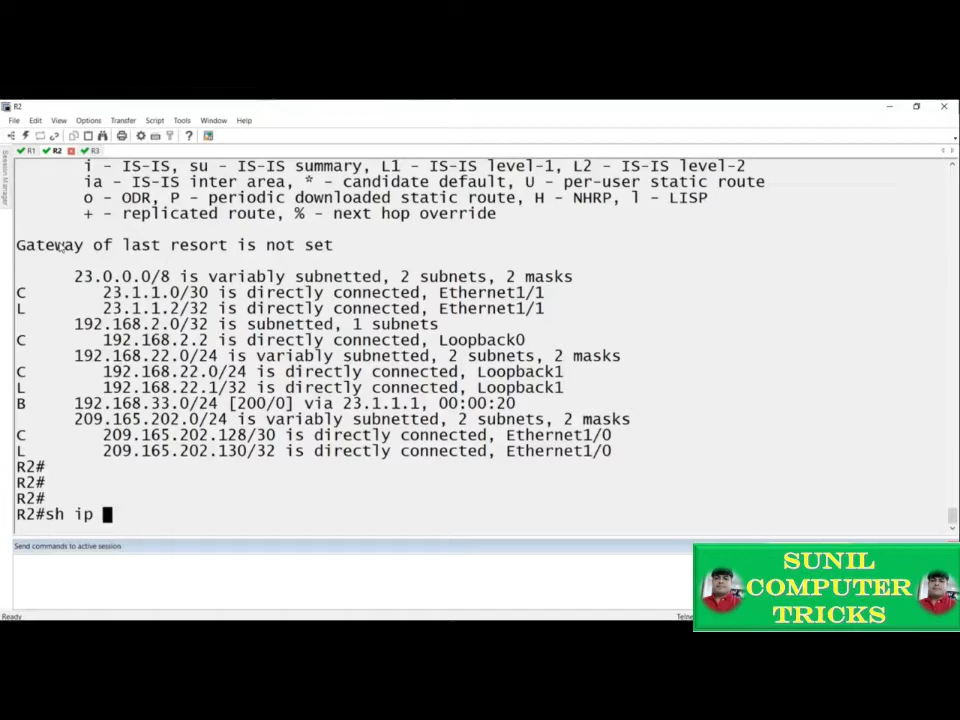 R2
File Edit View Options Transfer Script Tools Window Help
R1 R2 R3
Session Manager
i - IS-IS, su - IS-IS summary, L1 - IS-IS level-1, L2 - IS-IS level-2
ia - IS-IS inter area, * - candidate default, U - per-user static route
o - ODR, P - periodic downloaded static route, H - NHRP, l - LISP
+ - replicated route, % - next hop override
Gateway of last resort is not set
23.0.0.0/8 is variably subnetted, 2 subnets, 2 masks
C 23.1.1.0/30 is directly connected, Ethernet1/1
L 23.1.1.2/32 is directly connected, Ethernet1/1
192.168.2.0/32 is subnetted, 1 subnets
C 192.168.2.2 is directly connected, Loopback0
192.168.22.0/24 is variably subnetted, 2 subnets, 2 masks
C 192.168.22.0/24 is directly connected, Loopback1
L 192.168.22.1/32 is directly connected, Loopback1
B 192.168.33.0/24 [200/0] via 23.1.1.1, 00:00:20
209.165.202.0/24 is variably subnetted, 2 subnets, 2 masks
C 209.165.202.128/30 is directly connected, Ethernet1/0
L 209.165.202.130/32 is directly connected, Ethernet1/0
R2#
R2#
R2#
R2#sh ip
Send commands to active session
Ready
Telne
SUNIL
COMPUTER
TRICKS